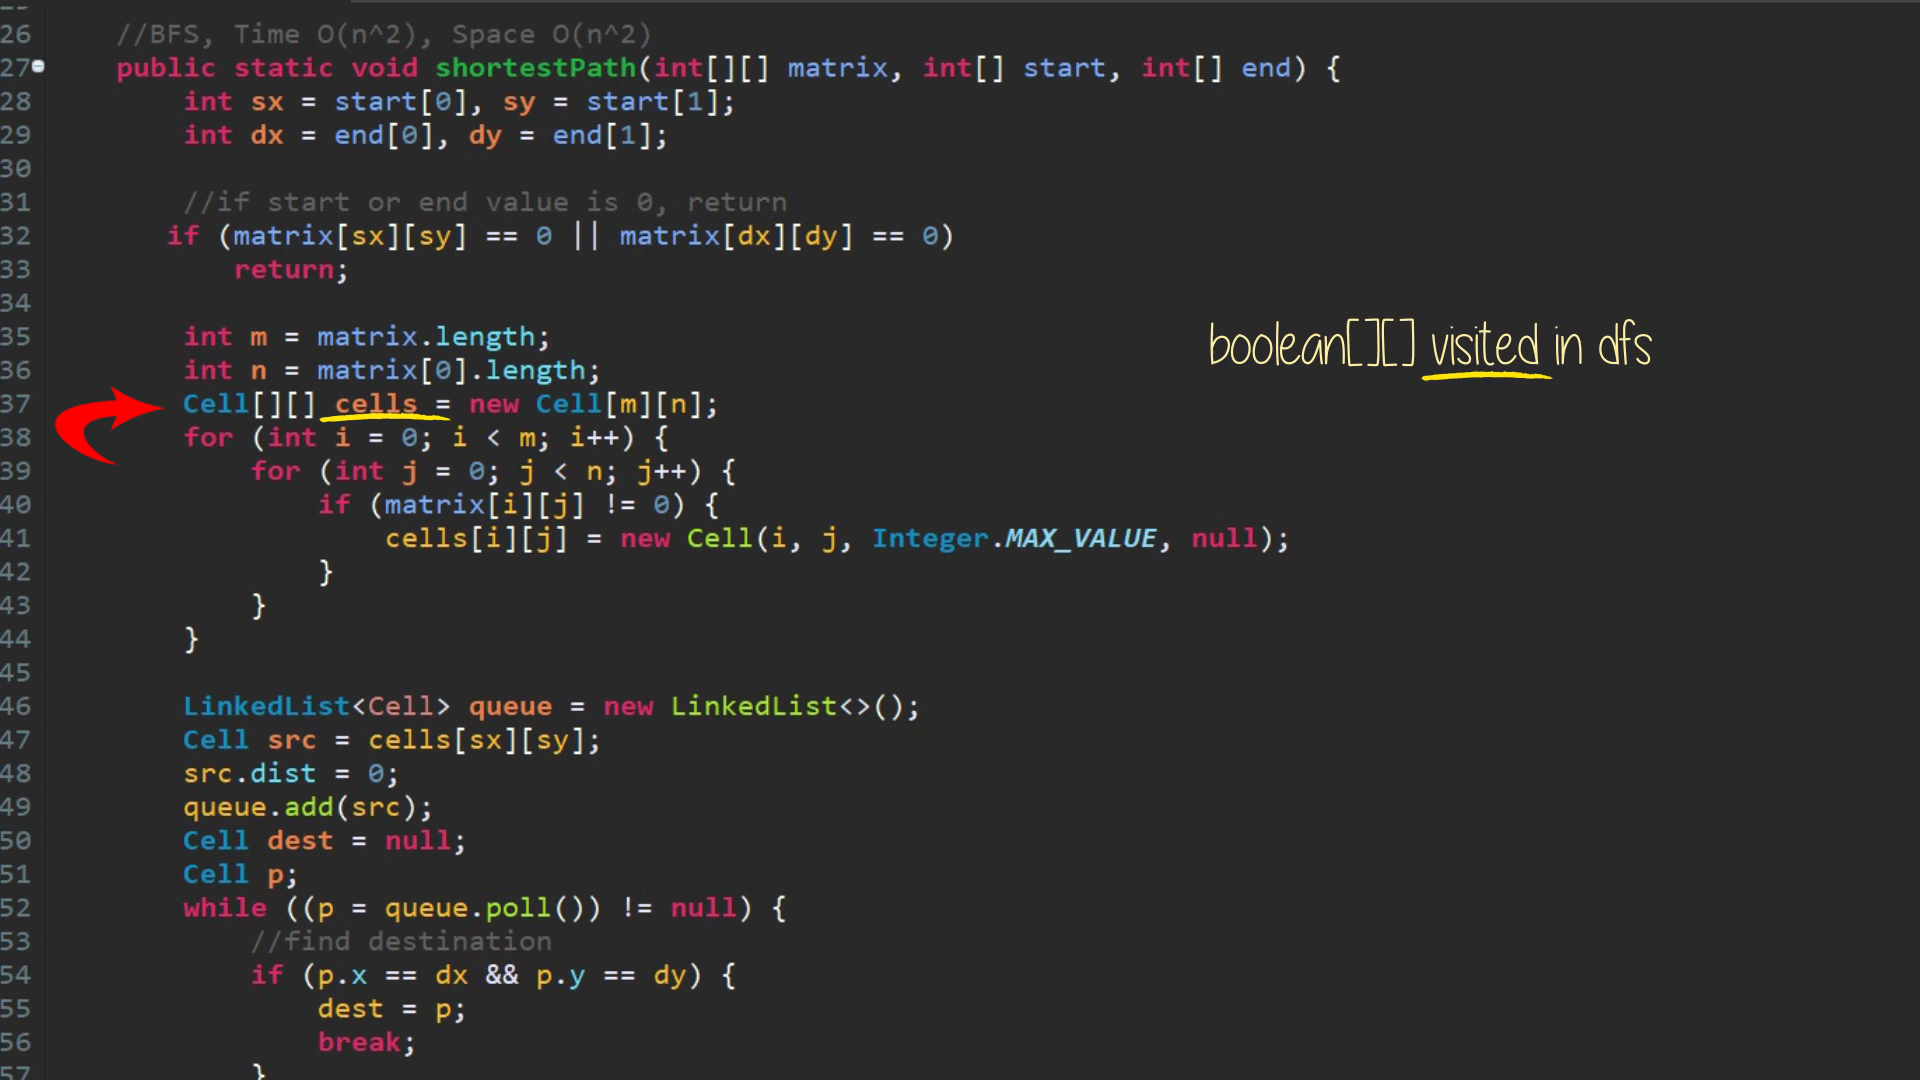 26 //BFS, Time O(n^2), Space O(n^2)
27 public static void shortestPath(int[][] matrix, int[] start, int[] end) {
28 int sx = start[0], sy = start[1];
29 int dx = end[0], dy = end[1];
30
31 //if start or end value is 0, return
32 if (matrix[sx][sy] == 0 || matrix[dx][dy] == 0)
33 return;
34
35 int m = matrix.length;
boolean[][] visited in dfs
36 int n = matrix[0].length;
37 Cell[][] cells = new Cell[m][n];
38 for (int i = 0; i < m; i++) {
39 for (int j = 0; j < n; j++) {
40 if (matrix[i][j] != 0) {
41 cells[i][j] = new Cell(i, j, Integer.MAX_VALUE, null);
42 }
43 }
44 }
45
46 LinkedList<Cell> queue = new LinkedList<>();
47 Cell src = cells[sx][sy];
48 src.dist = 0;
49 queue.add(src);
50 Cell dest = null;
51 Cell p;
52 while ((p = queue.poll()) != null) {
53 //find destination
54 if (p.x == dx && p.y == dy) {
55 dest = p;
56 break;
57 }